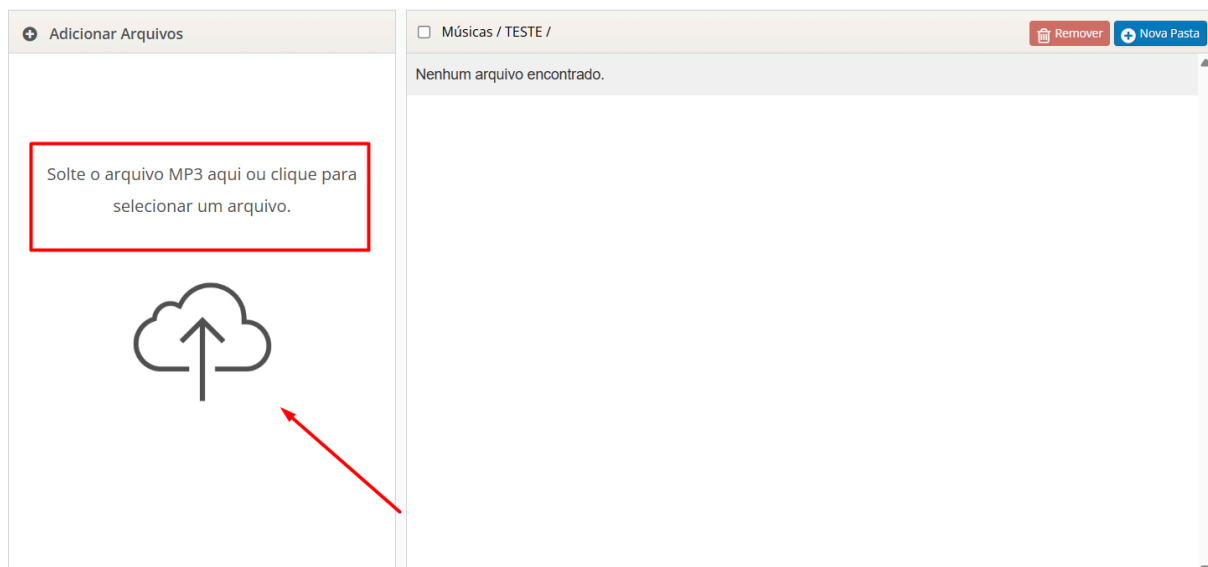 Adicionar Arquivos
Solte o arquivo MP3 aqui ou clique para
selecionar um arquivo.
Músicas / TESTE /
Remover
Nova Pasta
Nenhum arquivo encontrado.